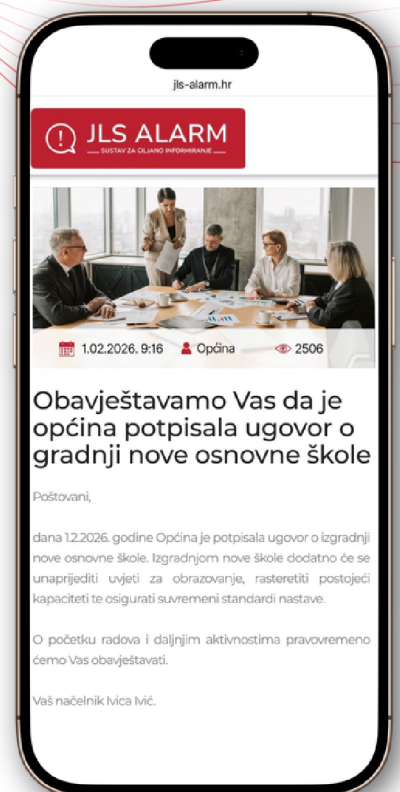 jls-alarm.hr
JLS ALARM
SUSTAV ZA CILJANO INFORMIRANJE
1.02.2026. 9:16 Općina 2506
Obavještavamo Vas da je
općina potpisala ugovor o
gradnji nove osnovne škole
Poštovani,
dana 1.2.2026. godine Općina je potpisala ugovor o izgradnji
nove osnovne škole. Izgradnjom nove škole dodatno će se
unaprijediti uvjeti za obrazovanje, rasteretiti postojeći
kapaciteti te osigurati suvremeni standardi nastave.
O početku radova i daljnjim aktivnostima pravovremeno
ćemo Vas obavještavati.
Vaš načelnik Ivica Ivić.